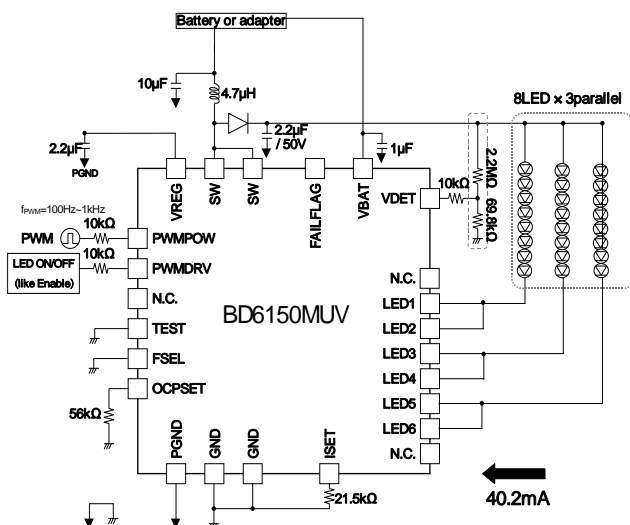 Battery or adapter
10μF
4.7μH
8LED × 3parallel
2.2μF
/ 50V
2.2μF
PGND
1μF
VREG
SW
SW
FAILFLAG
VBAT
VDET
10kΩ
2.2MΩ
69.8kΩ
fPWM=100Hz~1kHz
10kΩ
PWM
PWMPOW
10kΩ
LED ON/OFF
(like Enable)
PWMDRV
N.C.
TEST
FSEL
OCPSET
56kΩ
BD6150MUV
N.C.
LED1
LED2
LED3
LED4
LED5
LED6
N.C.
PGND
GND
GND
ISET
21.5kΩ
40.2mA